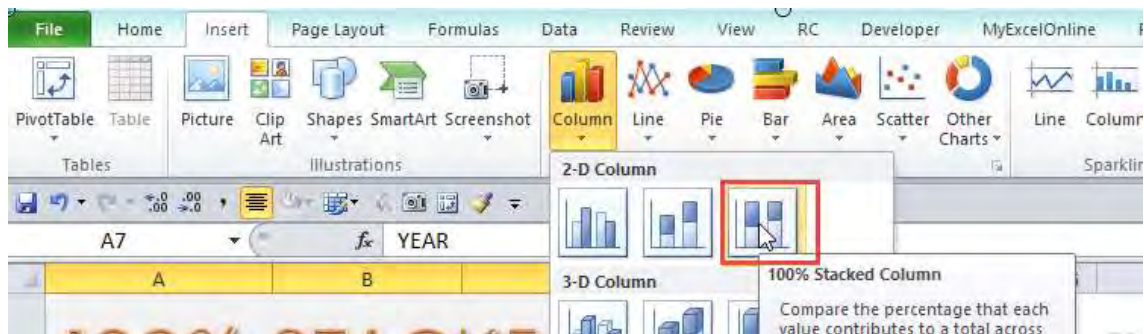 File Home Insert Page Layout Formulas Data Review View RC Developer MyExcelOnline
PivotTable Table Picture Clip Art Shapes SmartArt Screenshot Column Line Pie Bar Area Scatter Other Charts Line Column
Tables Illustrations Sparklin
2-D Column
A7 fx YEAR
A B
3-D Column
100% Stacked Column
Compare the percentage that each
value contributes to a total across